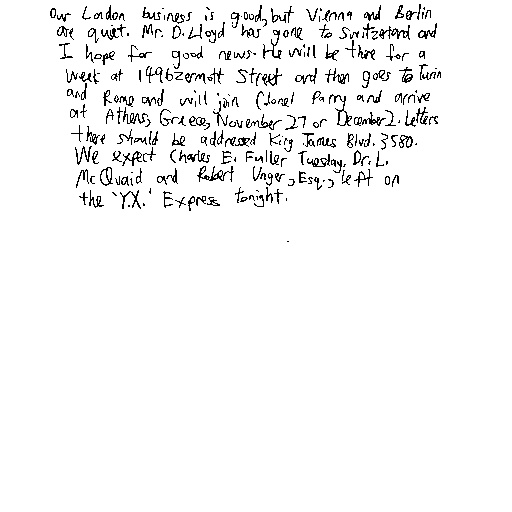 Our London business is good, but Vienna and Berlin
are quiet. Mr. D. Lloyd has gone to Switzerland and
I hope for good news. He will be there for a
week at 1496 Zermott Street and then goes to Turin
and Rome and will join Colonel Parry and arrive
at Athens, Greece, November 27 or December 2. Letters
there should be addressed King James Blvd. 3580.
We expect Charles E. Fuller Tuesday. Dr. L.
McQuaid and Robert Unger, Esq., left on
the 'Y.X.' Express tonight.